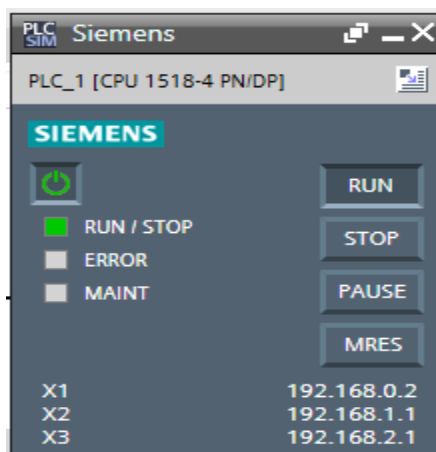 PLC SIM Siemens
PLC_1 [CPU 1518-4 PN/DP]
SIEMENS
RUN
RUN / STOP
STOP
ERROR
MAINT
PAUSE
MRES
X1 192.168.0.2
X2 192.168.1.1
X3 192.168.2.1